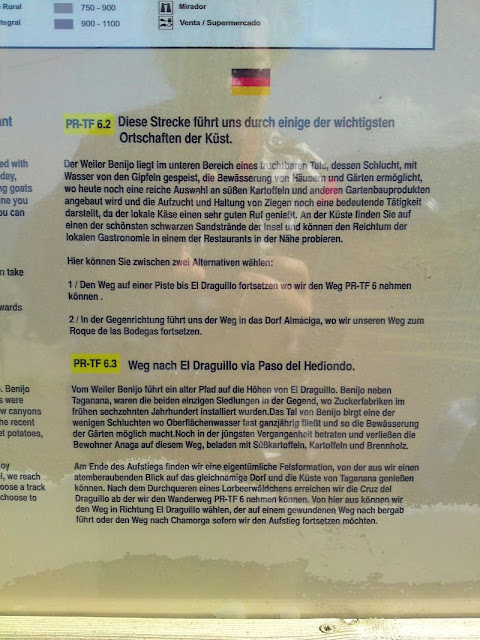 Rural 750 - 900 Mirador
tegral 900 - 1100 Venta / Supermercado
PR-TF 6.2 Diese Strecke führt uns durch einige der wichtigsten
Ortschaften der Küst.
Der Weiler Benijo liegt im unteren Bereich eines fruchtbaren Tals, dessen Schlucht, mit
Wasser von den Gipfeln gespeist, die Bewässerung von Häusern und Gärten ermöglicht,
wo heute noch eine reiche Auswahl an süßen Kartoffeln und anderen Gartenbauprodukten
angebaut wird und die Aufzucht und Haltung von Ziegen noch eine bedeutende Tätigkeit
darstellt, da der lokale Käse einen sehr guten Ruf genießt. An der Küste finden Sie auf
einen der schönsten schwarzen Sandstrände der Insel und können den Reichtum der
lokalen Gastronomie in einem der Restaurants in der Nähe probieren.
Hier können Sie zwischen zwei Alternativen wählen:
1 / Den Weg auf einer Piste bis El Draguillo fortsetzen wo wir den Weg PR-TF 6 nehmen
können .
2 / In der Gegenrichtung führt uns der Weg in das Dorf Almáciga, wo wir unseren Weg zum
Roque de las Bodegas fortsetzen.
PR-TF 6.3 Weg nach El Draguillo via Paso del Hediondo.
Vom Weiler Benijo führt ein alter Pfad auf die Höhen von El Draguillo. Benijo neben
Taganana, waren die beiden einzigen Siedlungen in der Gegend, wo Zuckerfabriken im
frühen sechzehnten Jahrhundert installiert wurden.Das Tal von Benijo birgt eine der
wenigen Schluchten wo Oberflächenwasser fast ganzjährig fließt und so die Bewässerung
der Gärten möglich macht.Noch in der jüngsten Vergangenheit betraten und verließen die
Bewohner Anaga auf diesem Weg, beladen mit Süßkartoffeln, Kartoffeln und Brennholz.
Am Ende des Aufstiegs finden wir eine eigentümliche Felsformation, von der aus wir einen
atemberaubenden Blick auf das gleichnamige Dorf und die Küste von Taganana genießen
können. Nach dem Durchqueren eines Lorbeerwäldchens erreichen wir die Cruz del
Draguillo ab der wir den Wanderweg PR-TF 6 nehmen können. Von hier aus können wir
den Weg in Richtung El Draguillo wählen, der auf einem gewundenen Weg nach bergab
führt oder den Weg nach Chamorga sofern wir den Aufstieg fortsetzen möchten.
ant
ed with
day,
ng goats
ine you
ou can
n take
wards
. Benijo
s were
w canyons
he recent
et potatoes,
oy
l, we reach
oose a track
choose to